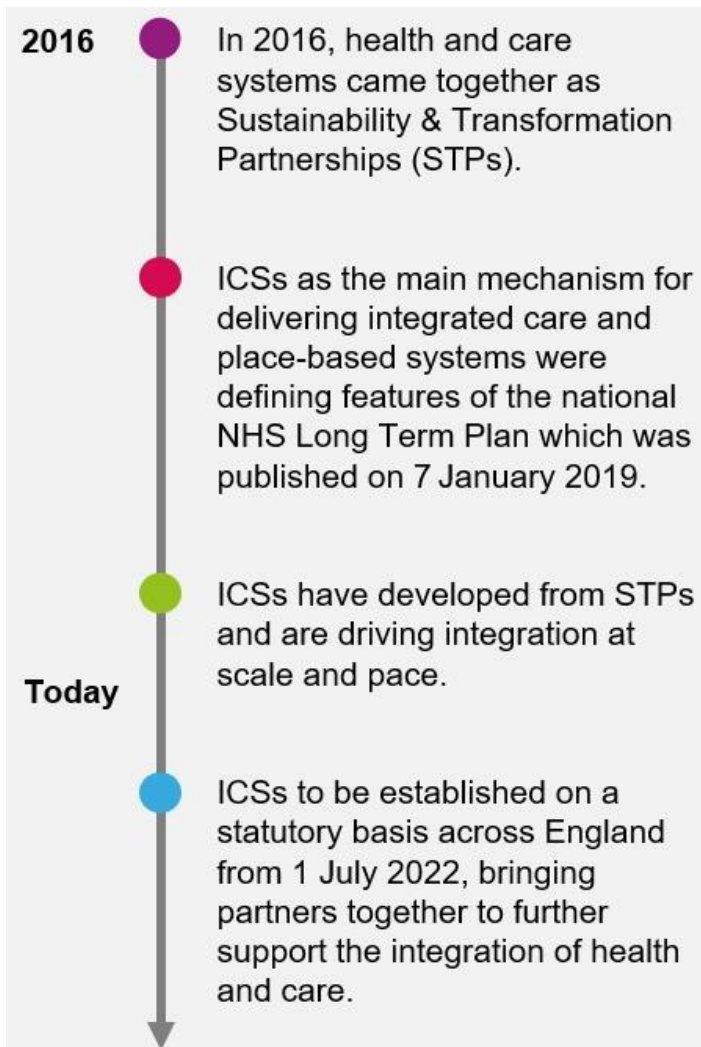 2016
In 2016, health and care
systems came together as
Sustainability & Transformation
Partnerships (STPs).
ICSs as the main mechanism for
delivering integrated care and
place-based systems were
defining features of the national
NHS Long Term Plan which was
published on 7 January 2019.
ICSs have developed from STPs
and are driving integration at
scale and pace.
Today
ICSs to be established on a
statutory basis across England
from 1 July 2022, bringing
partners together to further
support the integration of health
and care.